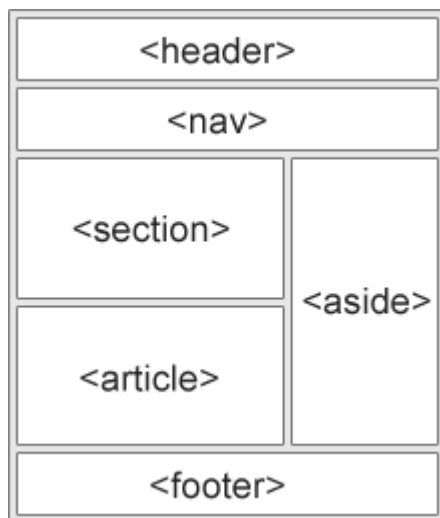 <header>
<nav>
<section>
<aside>
<article>
<footer>